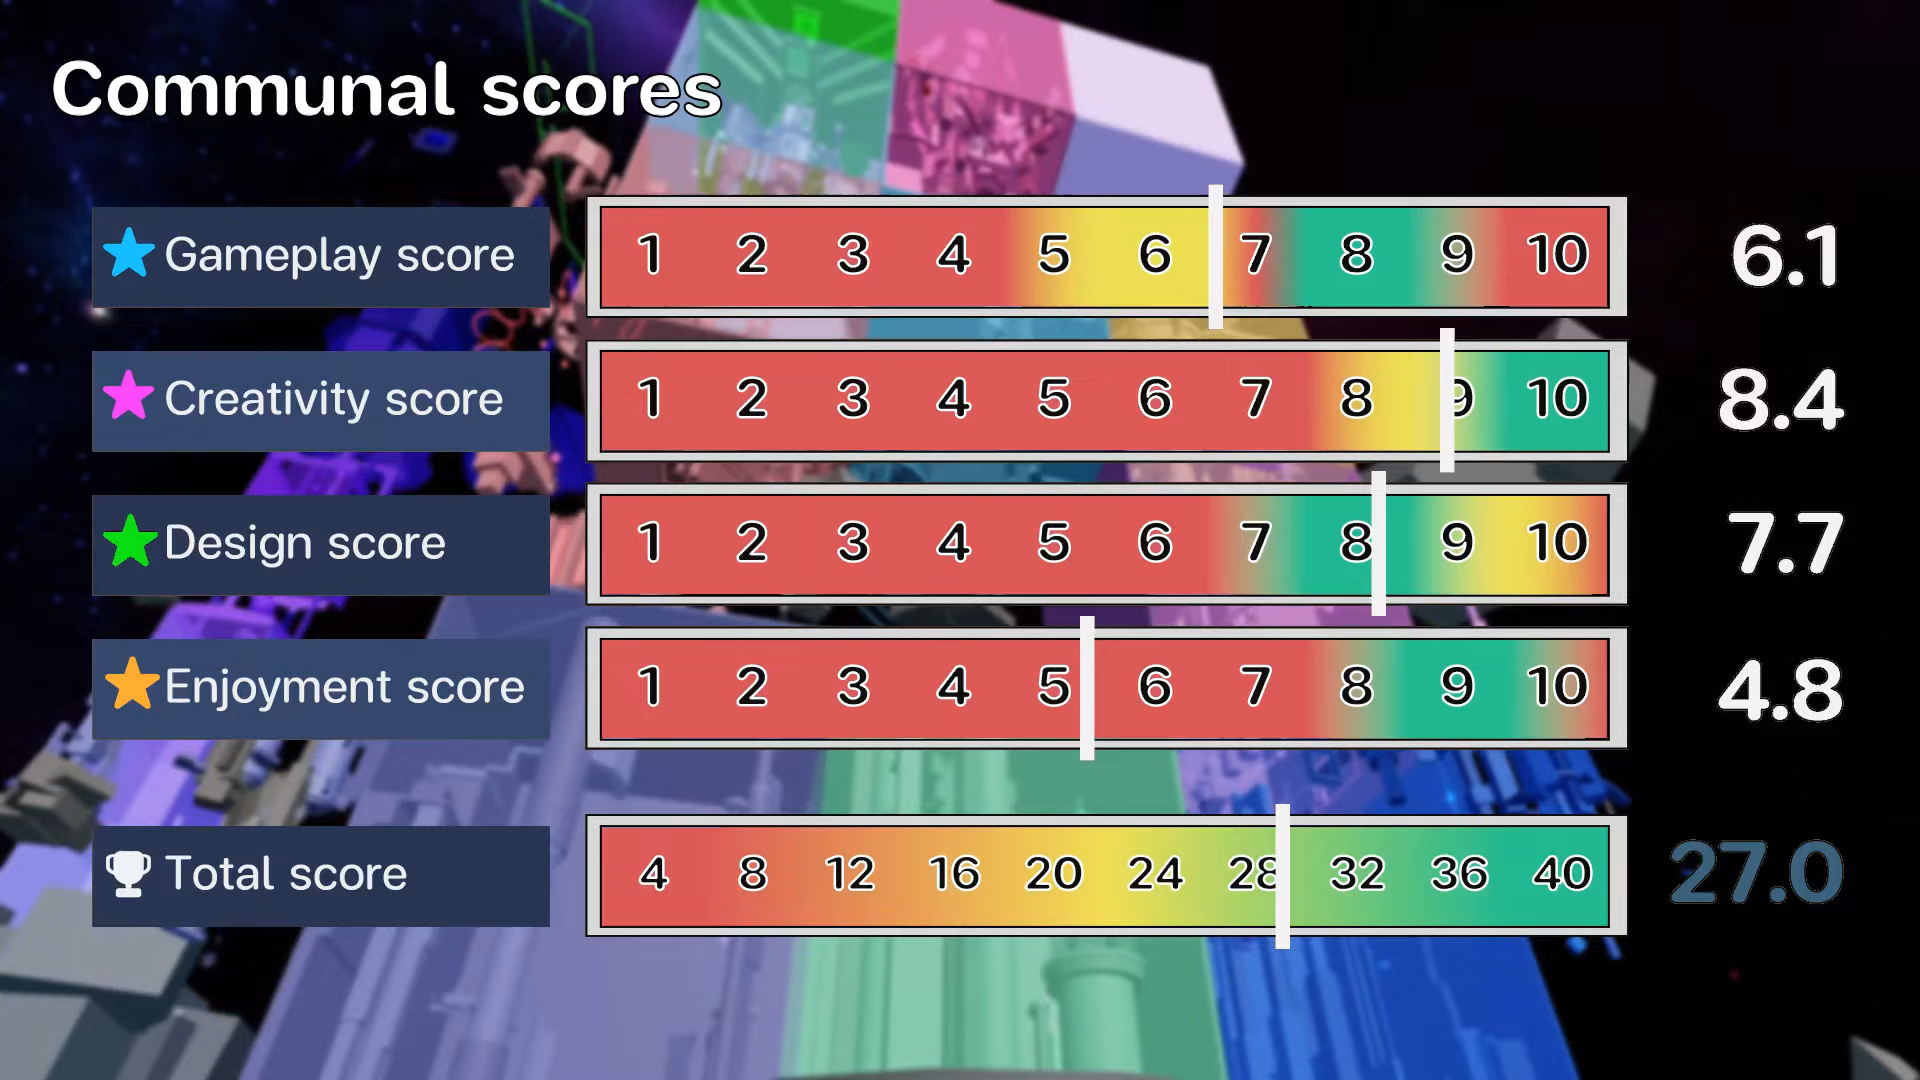 Communal scores
Gameplay score 1 2 3 4 5 6 7 8 9 10 6.1
Creativity score 1 2 3 4 5 6 7 8 9 10 8.4
Design score 1 2 3 4 5 6 7 8 9 10 7.7
Enjoyment score 1 2 3 4 5 6 7 8 9 10 4.8
Total score 4 8 12 16 20 24 28 32 36 40 27.0